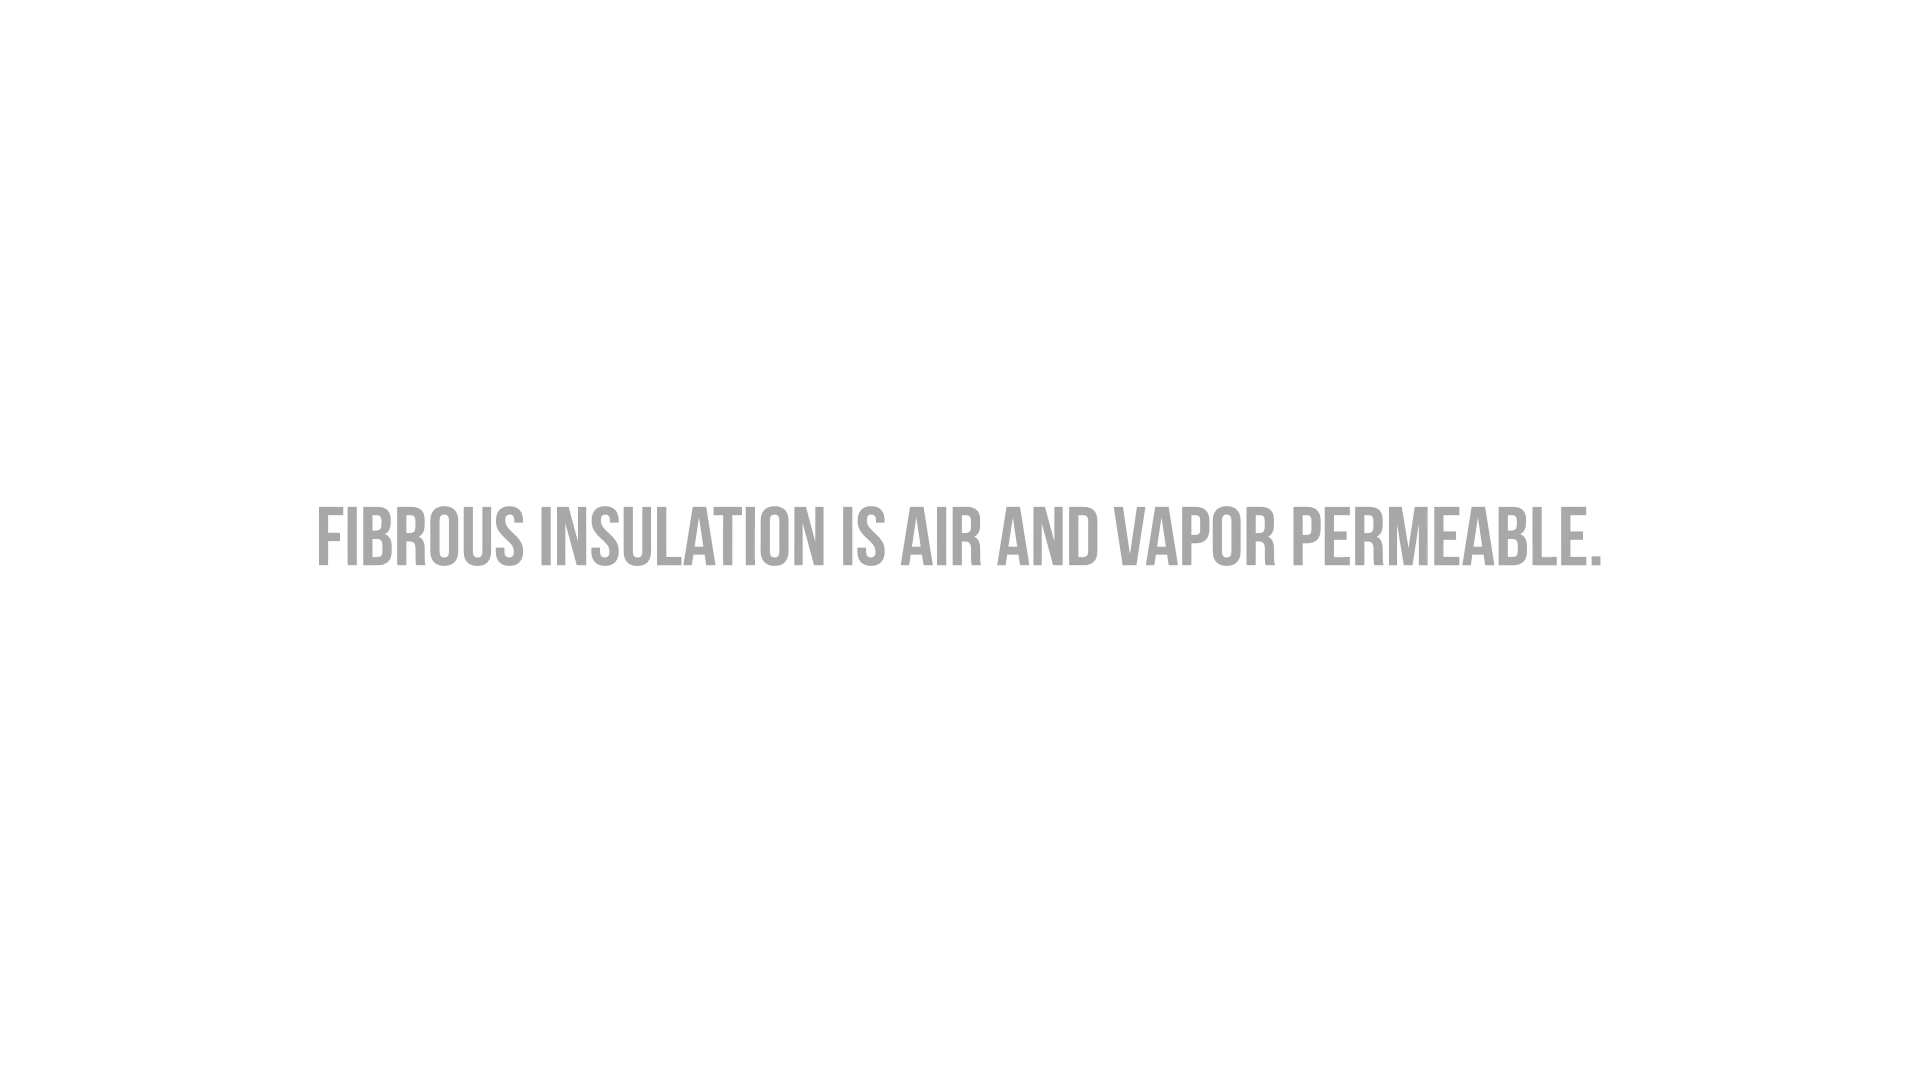 FIBROUS INSULATION IS AIR AND VAPOR PERMEABLE.